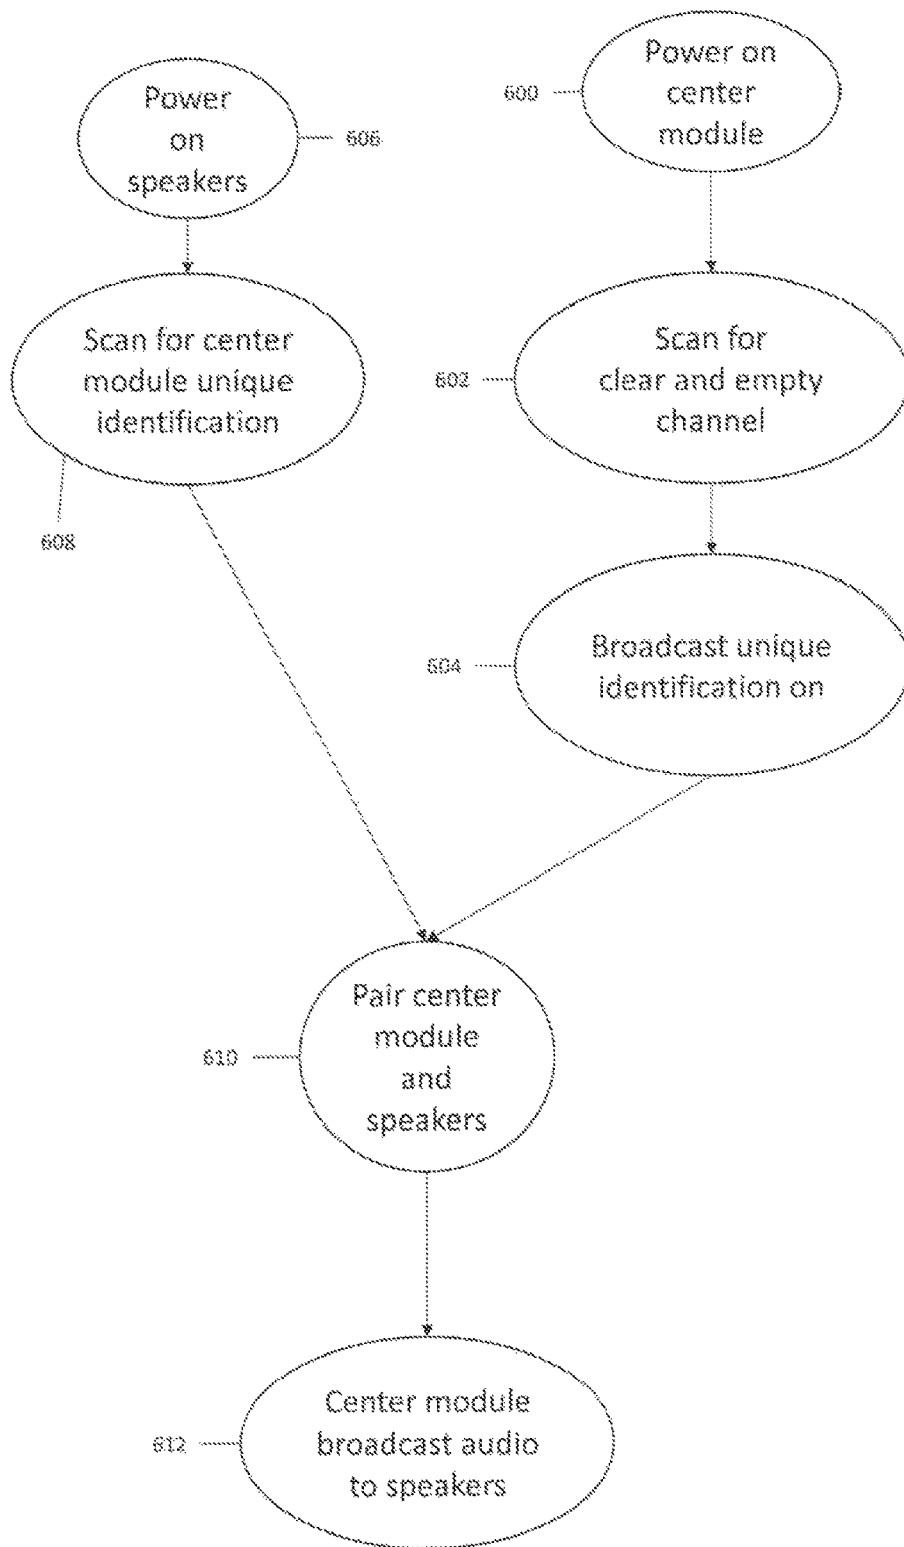 Power on
center
module
600
Power
on
speakers
606
Scan for center
module unique
identification
608
Scan for
clear and empty
channel
602
Broadcast unique
identification on
604
Pair center
module
and
speakers
610
Center module
broadcast audio
to speakers
612